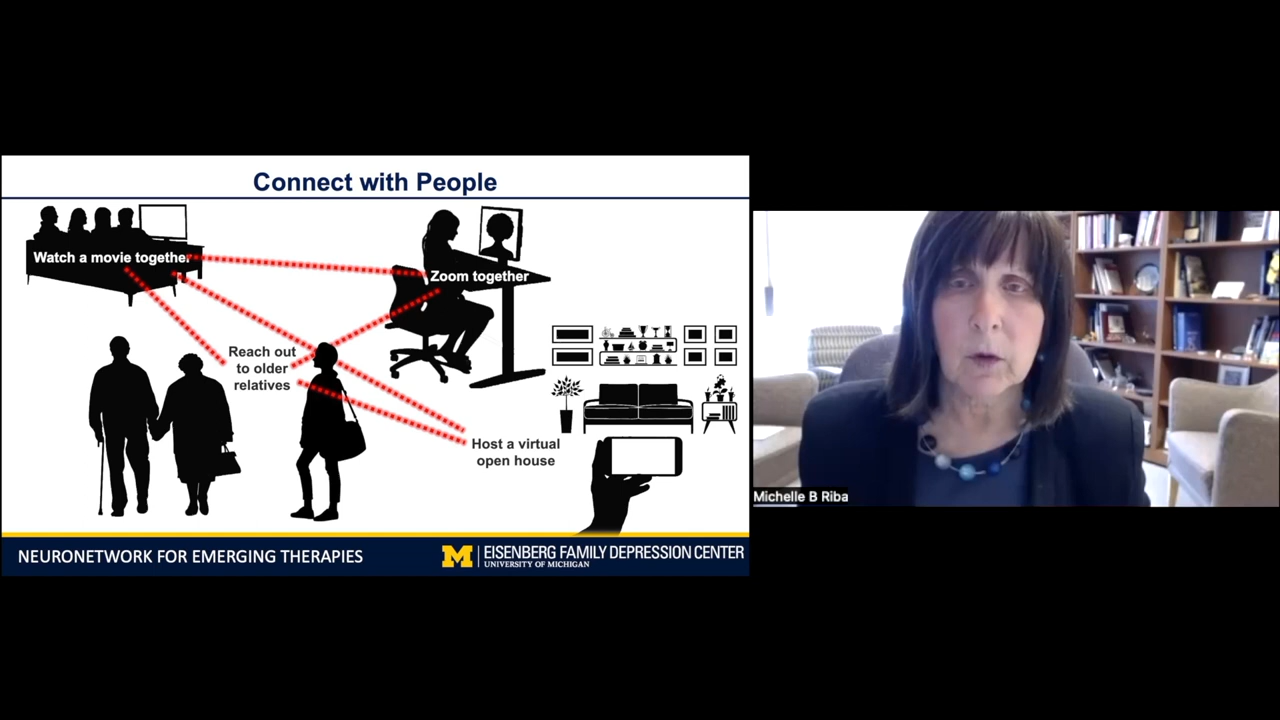 Connect with People
Watch a movie together
Zoom together
Reach out
to older
relatives
Host a virtual
open house
NEURONETWORK FOR EMERGING THERAPIES
M
EISENBERG FAMILY DEPRESSION CENTER
UNIVERSITY OF MICHIGAN
Michelle B Riba